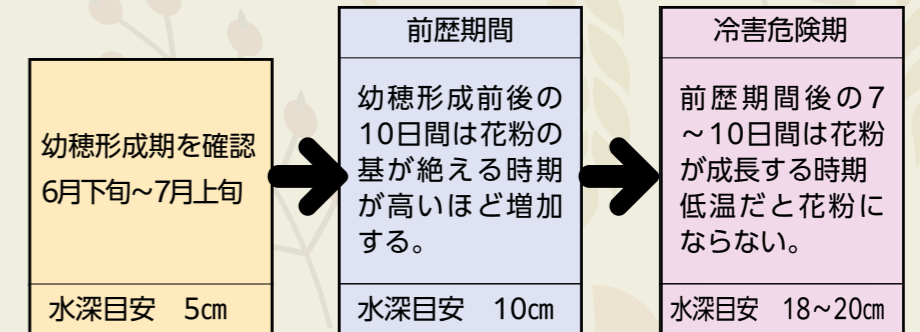 幼穂形成期を確認
6月下旬～7月上旬
水深目安　5㎝
前歴期間
幼穂形成前後の
10日間は花粉の
基が絶える時期
が高いほど増加
する。
水深目安　10㎝
冷害危険期
前歴期間後の7
～10日間は花粉
が成長する時期
低温だと花粉に
ならない。
水深目安　18～20㎝